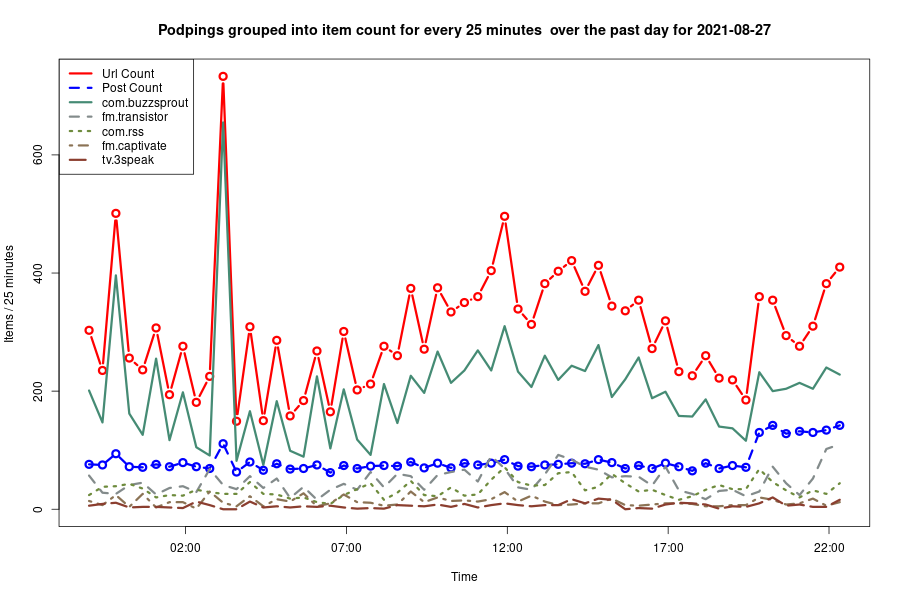 Podpings grouped into item count for every 25 minutes  over the past day for 2021-08-27
Url Count
Post Count
com.buzzsprout
fm.transistor
com.rss
fm.captivate
tv.3speak
Items / 25 minutes
600
400
200
0
02:00
07:00
12:00
17:00
22:00
Time